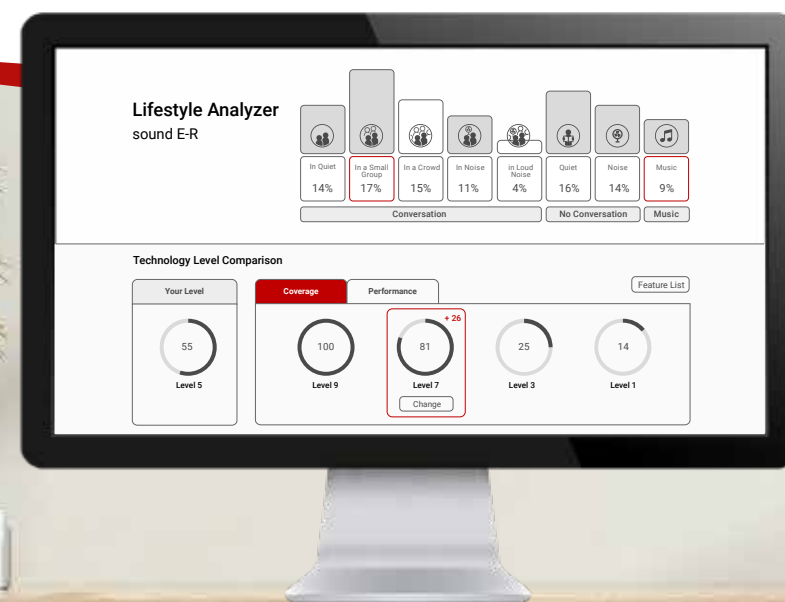 Lifestyle Analyzer
sound E-R
In Quiet
14%
In a Small
Group
17%
In a Crowd
15%
In Noise
11%
in Loud
Noise
4%
Quiet
16%
Noise
14%
Music
9%
Conversation
No Conversation
Music
Technology Level Comparison
Your Level
Coverage
Performance
Feature List
55
Level 5
100
Level 9
+ 26
81
Level 7
Change
25
Level 3
14
Level 1